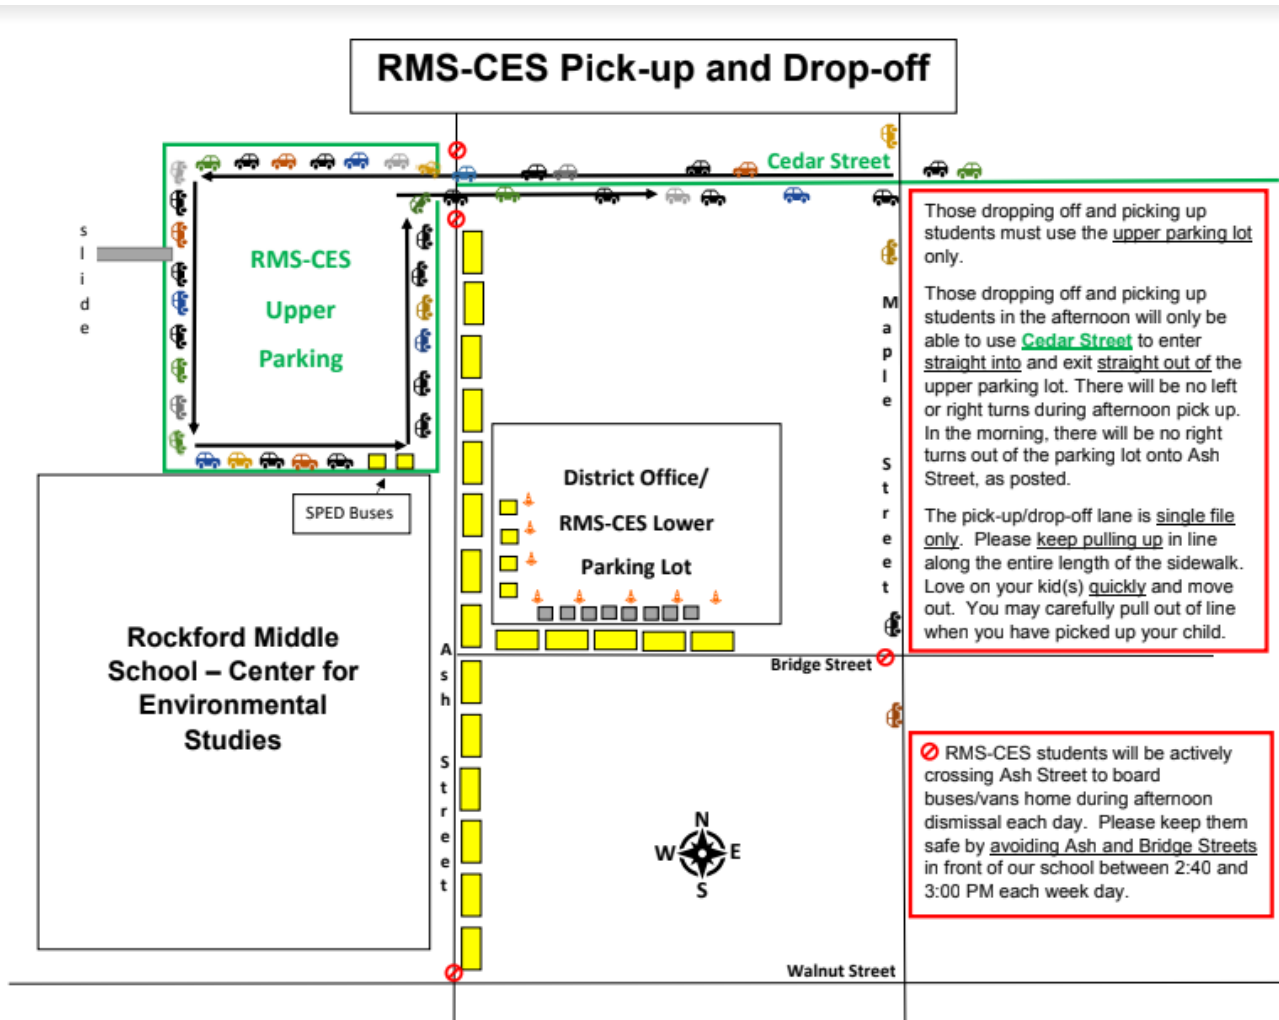 RMS-CES Pick-up and Drop-off
Cedar Street
slide
RMS-CES
Upper
Parking
Those dropping off and picking up
students must use the upper parking lot
only.
Those dropping off and picking up
students in the afternoon will only be
able to use Cedar Street to enter
straight into and exit straight out of the
upper parking lot. There will be no left
or right turns during afternoon pick up.
In the morning, there will be no right
turns out of the parking lot onto Ash
Street, as posted.
The pick-up/drop-off lane is single file
only. Please keep pulling up in line
along the entire length of the sidewalk.
Love on your kid(s) quickly and move
out. You may carefully pull out of line
when you have picked up your child.
Maple Street
SPED Buses
District Office/
RMS-CES Lower
Parking Lot
Rockford Middle
School – Center for
Environmental
Studies
Ash Street
Bridge Street
RMS-CES students will be actively
crossing Ash Street to board
buses/vans home during afternoon
dismissal each day. Please keep them
safe by avoiding Ash and Bridge Streets
in front of our school between 2:40 and
3:00 PM each week day.
N
W E
S
Walnut Street